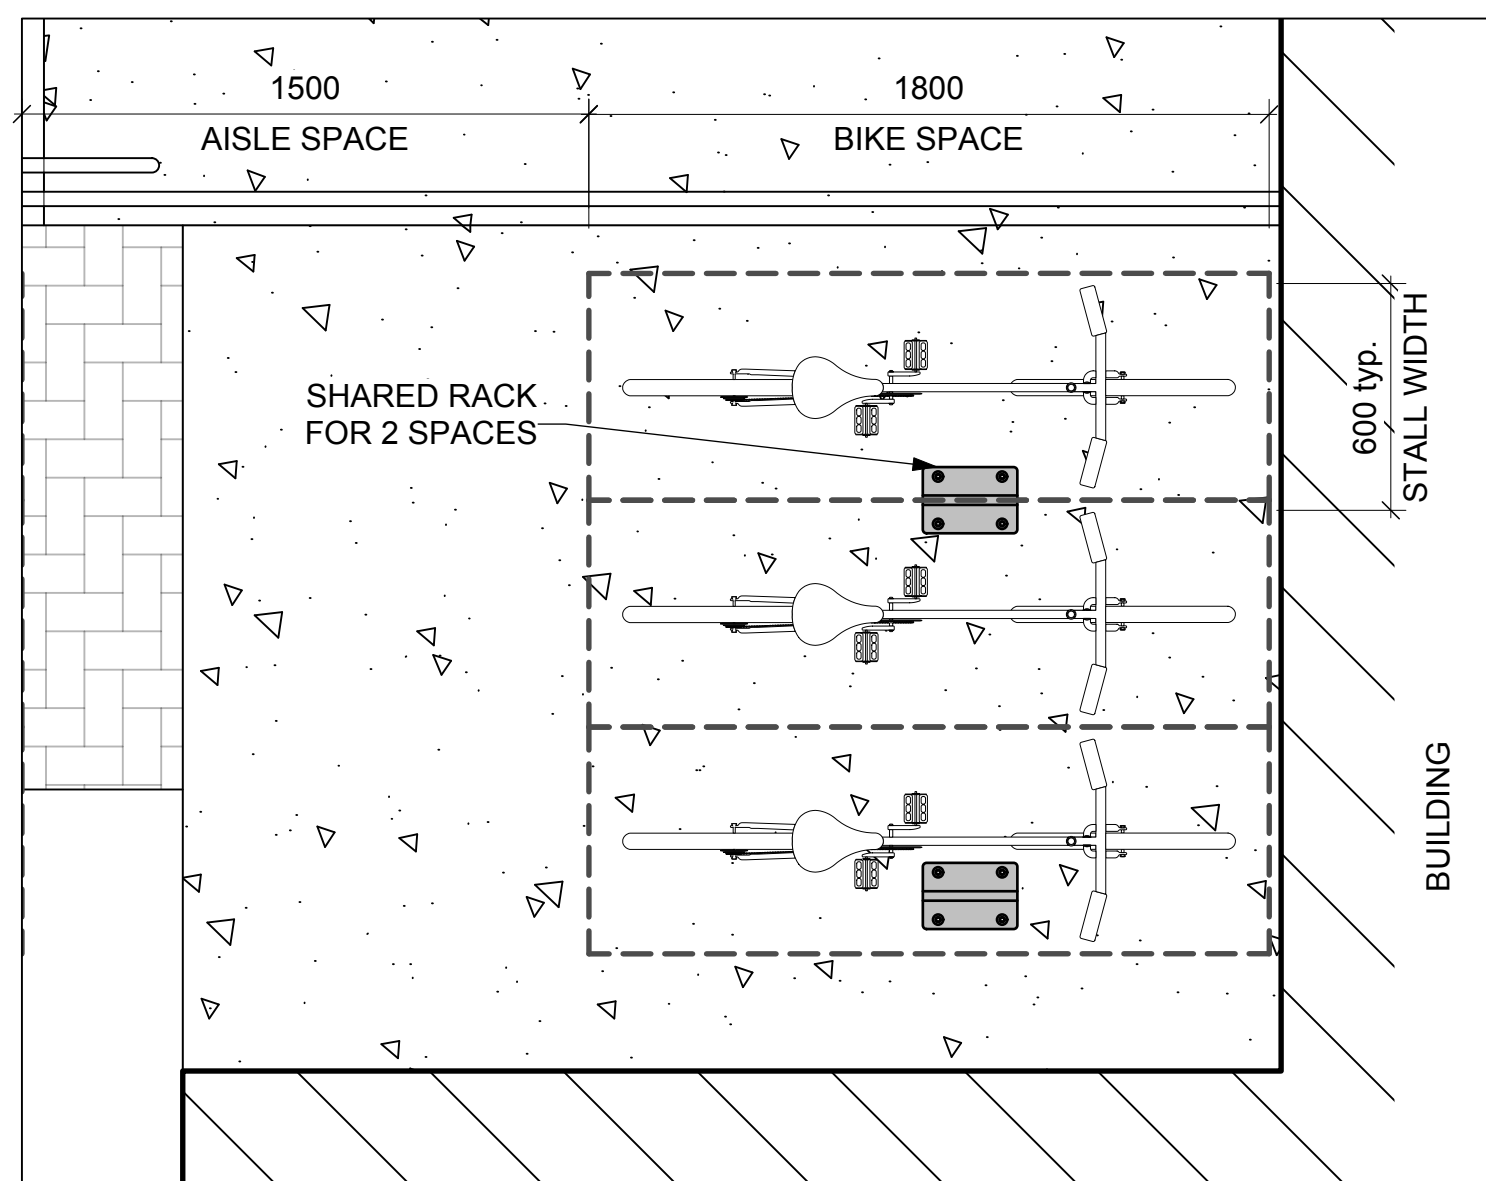 1500
1800
AISLE SPACE
BIKE SPACE
SHARED RACK
FOR 2 SPACES
600 typ.
STALL WIDTH
BUILDING